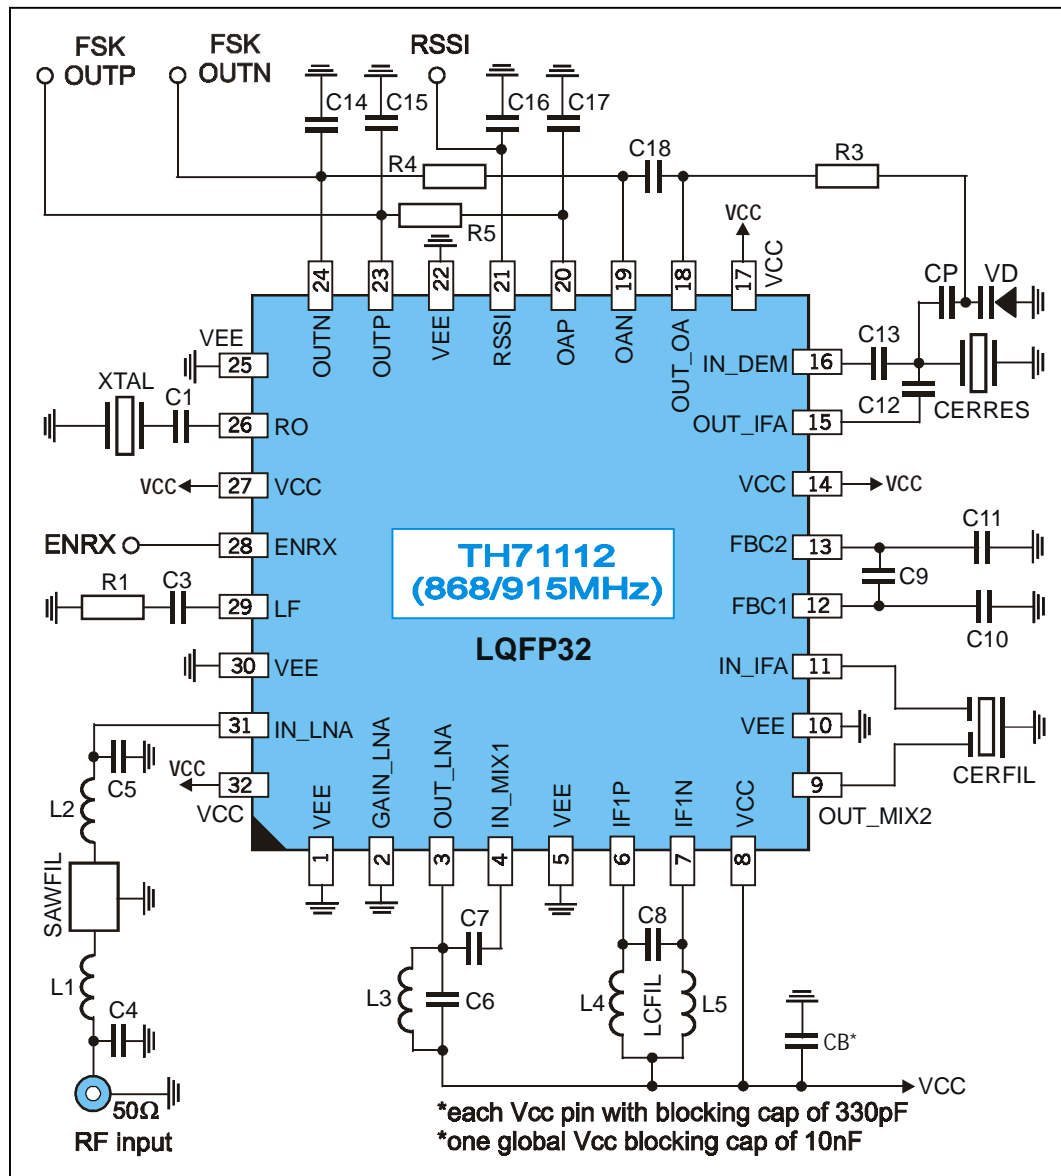 FSK
OUTP
FSK
OUTN
RSSI
C14
C15
C16
C17
C18
R4
R3
R5
VCC
VCC
24
23
22
21
20
19
18
17
OUTN
OUTP
VEE
RSSI
OAP
OAN
OUT_OA
CP
VD
VEE
25
IN_DEM
16
C13
XTAL
C1
26
RO
C12
CERRES
OUT_IFA
15
VCC
27
VCC
VCC
14
VCC
ENRX
28
ENRX
TH71112
(868/915MHz)
LQFP32
FBC2
13
C11
C9
R1
C3
29
LF
FBC1
12
C10
30
VEE
IN_IFA
11
31
IN_LNA
VEE
10
CERFIL
C5
VCC
32
VCC
9
OUT_MIX2
L2
VEE
GAIN_LNA
OUT_LNA
IN_MIX1
VEE
IF1P
IF1N
VCC
1
2
3
4
5
6
7
8
SAWFIL
C7
C8
L1
L3
C6
L4
LCFIL
L5
C4
CB*
VCC
50Ω
RF input
*each Vcc pin with blocking cap of 330pF
*one global Vcc blocking cap of 10nF